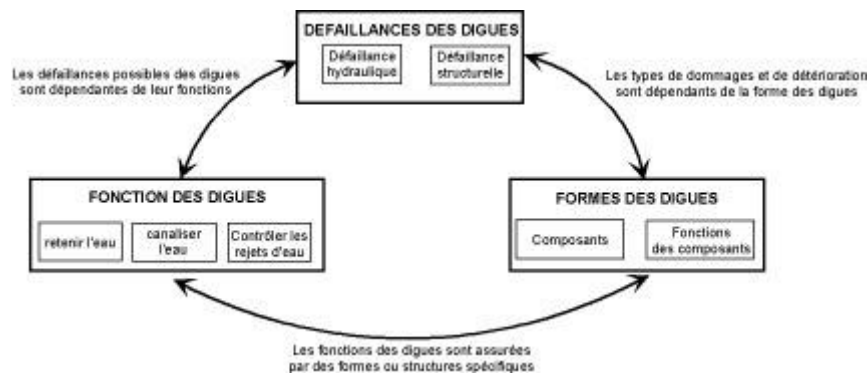 DEFAILLANCES DES DIGUES
Défaillance
hydraulique
Défaillance
structurelle
Les défaillances possibles des digues
sont dépendantes de leur fonctions
Les types de dommages et de détérioration
sont dépendants de la forme des digues
FONCTION DES DIGUES
retenir l'eau
canaliser
l'eau
Contrôler les
rejets d'eau
FORMES DES DIGUES
Composants
Fonctions
des composants
Les fonctions des digues sont assurées
par des formes ou structures spécifiques